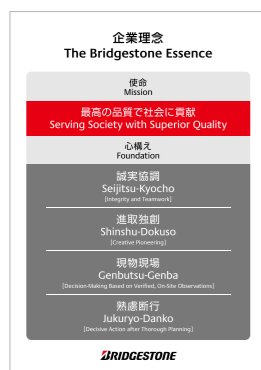 企業理念
The Bridgestone Essence
使命
Mission
最高の品質で社会に貢献
Serving Society with Superior Quality
心構え
Foundation
誠実協調
Seijitsu-Kyocho
[Integrity and Teamwork]
進取独創
Shinshu-Dokuso
[Creative Pioneering]
現物現場
Genbutsu-Genba
[Decision-Making Based on Verified, On-Site Observations]
熟慮断行
Jukuryo-Danko
[Decisive Action after Thorough Planning]
BRIDGESTONE